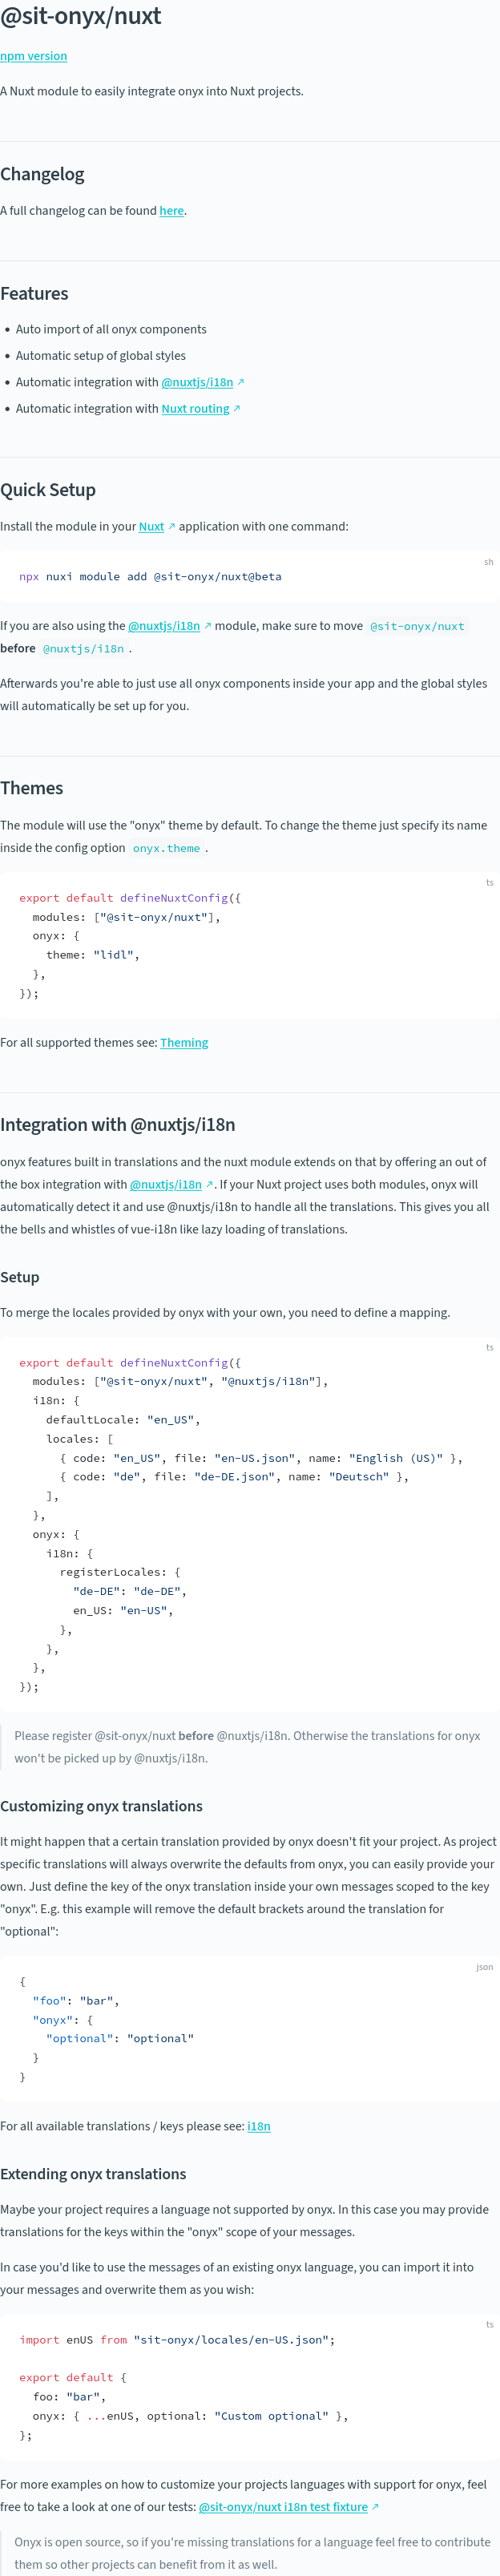 @sit-onyx/nuxt
npm version
A Nuxt module to easily integrate onyx into Nuxt projects.
Changelog
A full changelog can be found here.
Features
• Auto import of all onyx components
• Automatic setup of global styles
• Automatic integration with @nuxtjs/i18n ↗
• Automatic integration with Nuxt routing ↗
Quick Setup
Install the module in your Nuxt ↗ application with one command:
sh
npx nuxi module add @sit-onyx/nuxt@beta
If you are also using the @nuxtjs/i18n ↗ module, make sure to move @sit-onyx/nuxt
before @nuxtjs/i18n.
Afterwards you're able to just use all onyx components inside your app and the global styles
will automatically be set up for you.
Themes
The module will use the "onyx" theme by default. To change the theme just specify its name
inside the config option onyx.theme.
ts
export default defineNuxtConfig({
  modules: ["@sit-onyx/nuxt"],
  onyx: {
    theme: "lidl",
  },
});
For all supported themes see: Theming
Integration with @nuxtjs/i18n
onyx features built in translations and the nuxt module extends on that by offering an out of
the box integration with @nuxtjs/i18n ↗. If your Nuxt project uses both modules, onyx will
automatically detect it and use @nuxtjs/i18n to handle all the translations. This gives you all
the bells and whistles of vue-i18n like lazy loading of translations.
Setup
To merge the locales provided by onyx with your own, you need to define a mapping.
ts
export default defineNuxtConfig({
  modules: ["@sit-onyx/nuxt", "@nuxtjs/i18n"],
  i18n: {
    defaultLocale: "en_US",
    locales: [
      { code: "en_US", file: "en-US.json", name: "English (US)" },
      { code: "de", file: "de-DE.json", name: "Deutsch" },
    ],
  },
  onyx: {
    i18n: {
      registerLocales: {
        "de-DE": "de-DE",
        en_US: "en-US",
      },
    },
  },
});
Please register @sit-onyx/nuxt before @nuxtjs/i18n. Otherwise the translations for onyx
won't be picked up by @nuxtjs/i18n.
Customizing onyx translations
It might happen that a certain translation provided by onyx doesn't fit your project. As project
specific translations will always overwrite the defaults from onyx, you can easily provide your
own. Just define the key of the onyx translation inside your own messages scoped to the key
"onyx". E.g. this example will remove the default brackets around the translation for
"optional":
json
{
  "foo": "bar",
  "onyx": {
    "optional": "optional"
  }
}
For all available translations / keys please see: i18n
Extending onyx translations
Maybe your project requires a language not supported by onyx. In this case you may provide
translations for the keys within the "onyx" scope of your messages.
In case you'd like to use the messages of an existing onyx language, you can import it into
your messages and overwrite them as you wish:
ts
import enUS from "sit-onyx/locales/en-US.json";
export default {
  foo: "bar",
  onyx: { ...enUS, optional: "Custom optional" },
};
For more examples on how to customize your projects languages with support for onyx, feel
free to take a look at one of our tests: @sit-onyx/nuxt i18n test fixture ↗
Onyx is open source, so if you're missing translations for a language feel free to contribute
them so other projects can benefit from it as well.